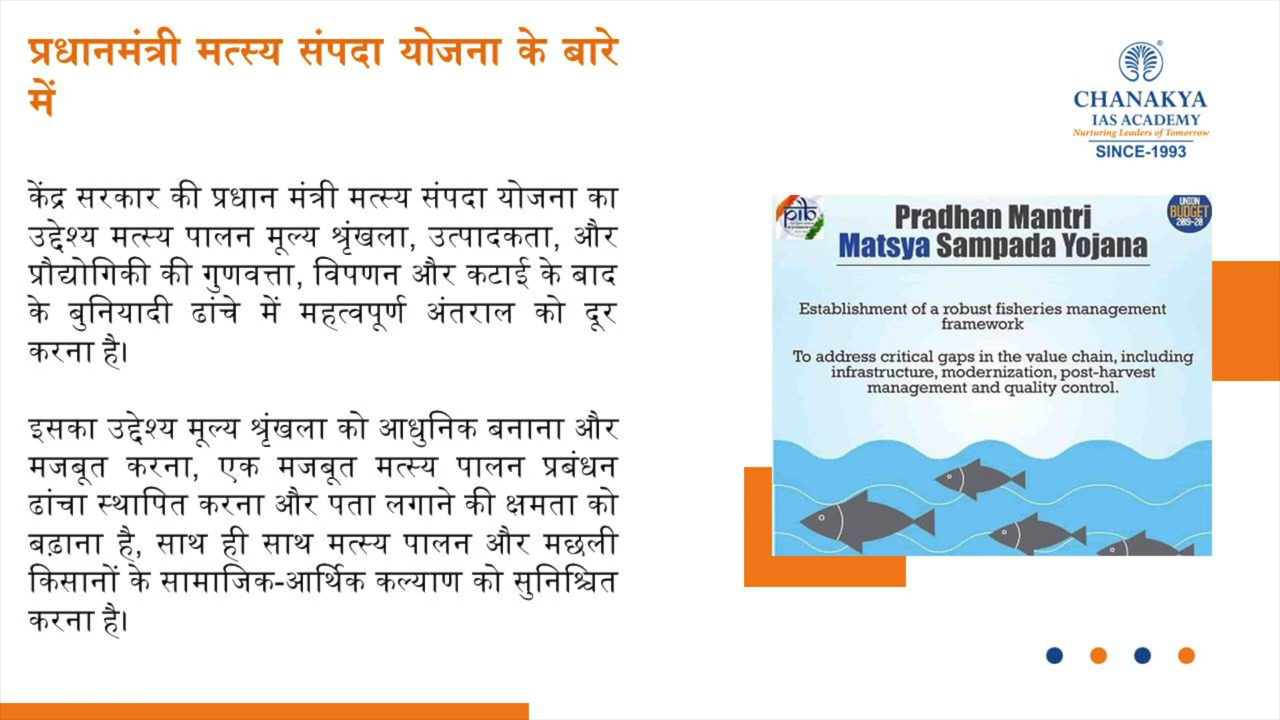 प्रधानमंत्री मत्स्य संपदा योजना के बारे
में
केंद्र सरकार की प्रधान मंत्री मत्स्य संपदा योजना का
उद्देश्य मत्स्य पालन मूल्य श्रृंखला, उत्पादकता, और
प्रौद्योगिकी की गुणवत्ता, विपणन और कटाई के बाद
के बुनियादी ढांचे में महत्वपूर्ण अंतराल को दूर
करना है।
इसका उद्देश्य मूल्य श्रृंखला को आधुनिक बनाना और
मजबूत करना, एक मजबूत मत्स्य पालन प्रबंधन
ढांचा स्थापित करना और पता लगाने की क्षमता को
बढ़ाना है, साथ ही साथ मत्स्य पालन और मछली
किसानों के सामाजिक-आर्थिक कल्याण को सुनिश्चित
करना है।
CHANAKYA
IAS ACADEMY
Nurturing Leaders of Tomorrow
SINCE-1993
pib
UNION
BUDGET
2019-20
Pradhan Mantri
Matsya Sampada Yojana
Establishment of a robust fisheries management
framework
To address critical gaps in the value chain, including
infrastructure, modernization, post-harvest
management and quality control.